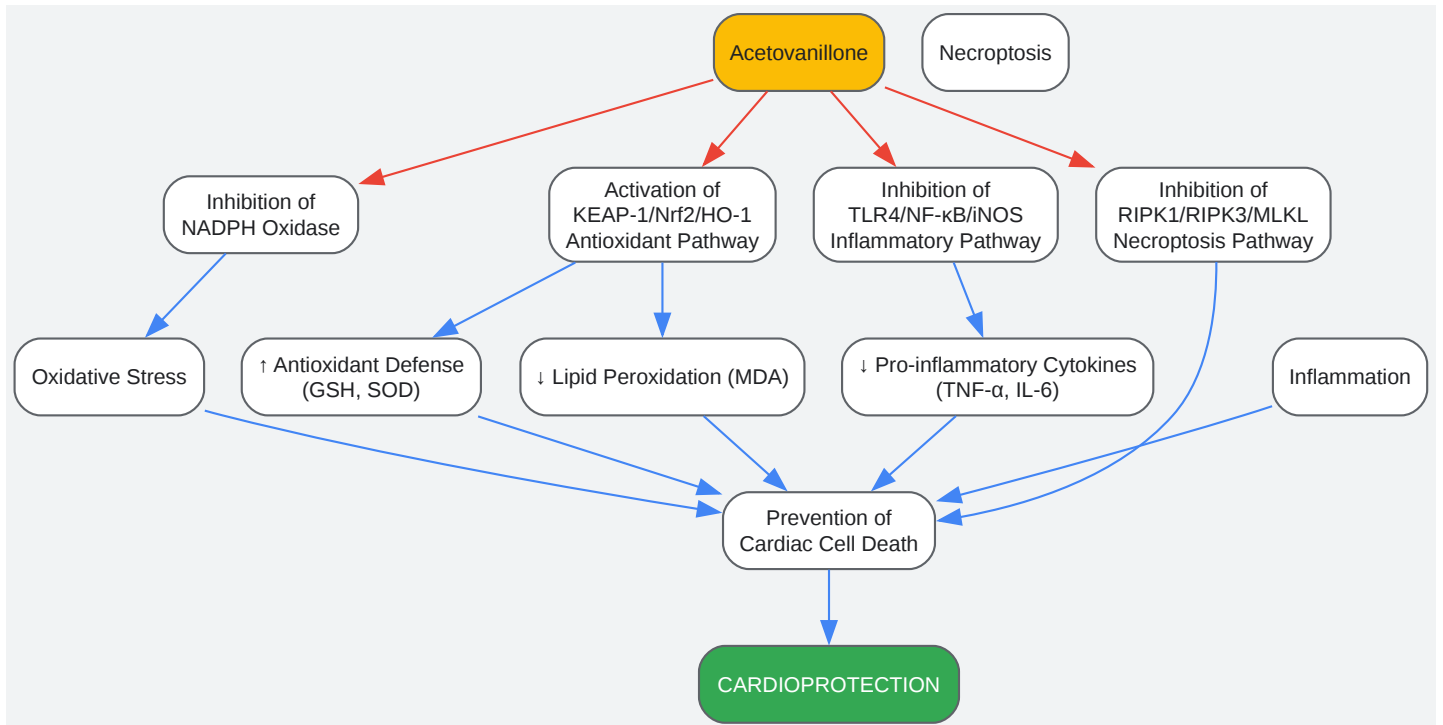 Acetovanillone
Necroptosis
Inhibition of
NADPH Oxidase
Activation of
KEAP-1/Nrf2/HO-1
Antioxidant Pathway
Inhibition of
TLR4/NF-κB/iNOS
Inflammatory Pathway
Inhibition of
RIPK1/RIPK3/MLKL
Necroptosis Pathway
Oxidative Stress
↑ Antioxidant Defense
(GSH, SOD)
↓ Lipid Peroxidation (MDA)
↓ Pro-inflammatory Cytokines
(TNF-α, IL-6)
Inflammation
Prevention of
Cardiac Cell Death
CARDIOPROTECTION